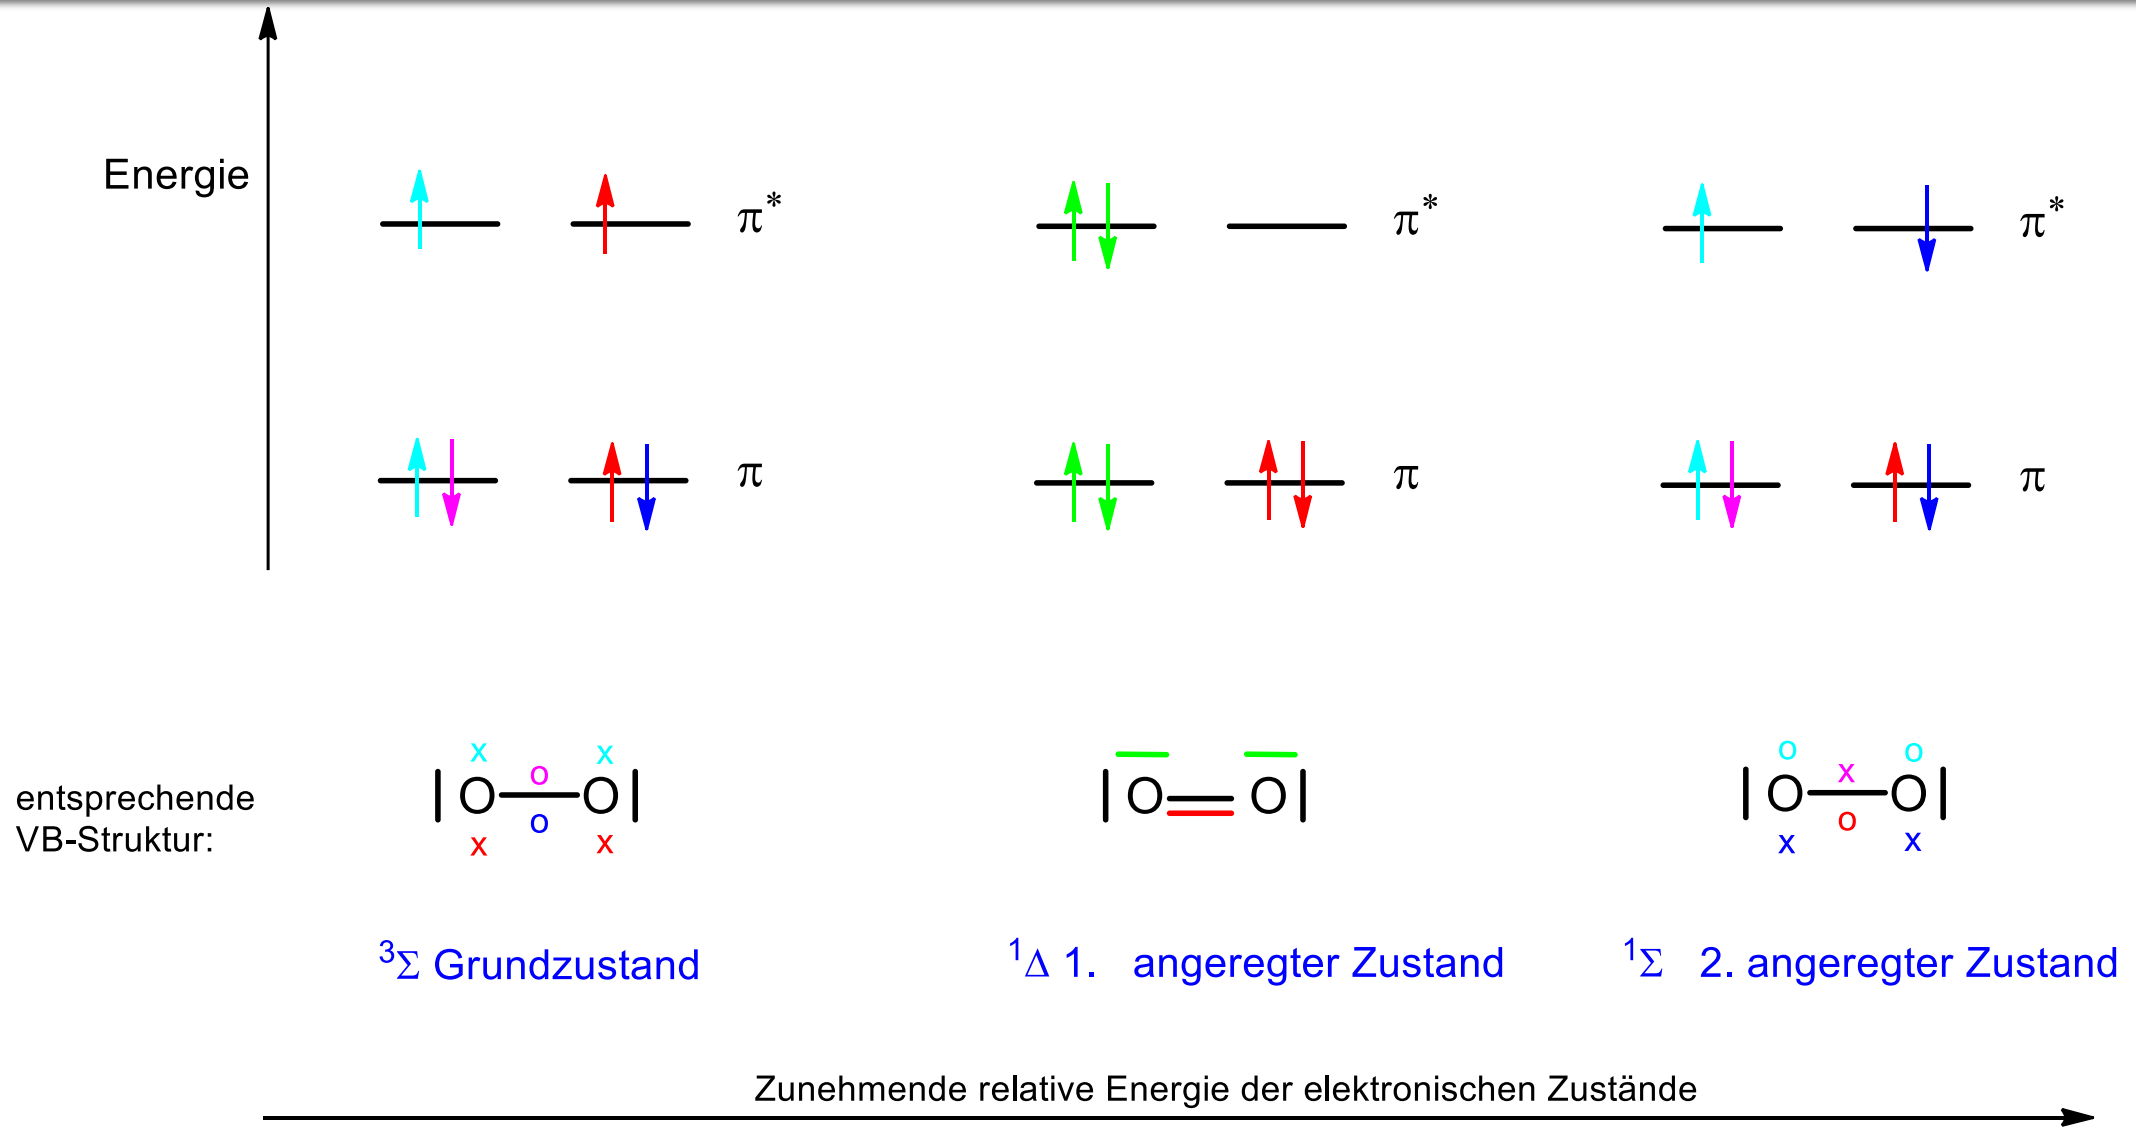 Energie
π* π* π*
π π π
x x
o
|O—O|
o
x x
|O=O|
o o
x
|O—O|
o
x x
entsprechende
VB-Struktur:
³Σ Grundzustand
¹Δ 1. angeregter Zustand
¹Σ 2. angeregter Zustand
Zunehmende relative Energie der elektronischen Zustände